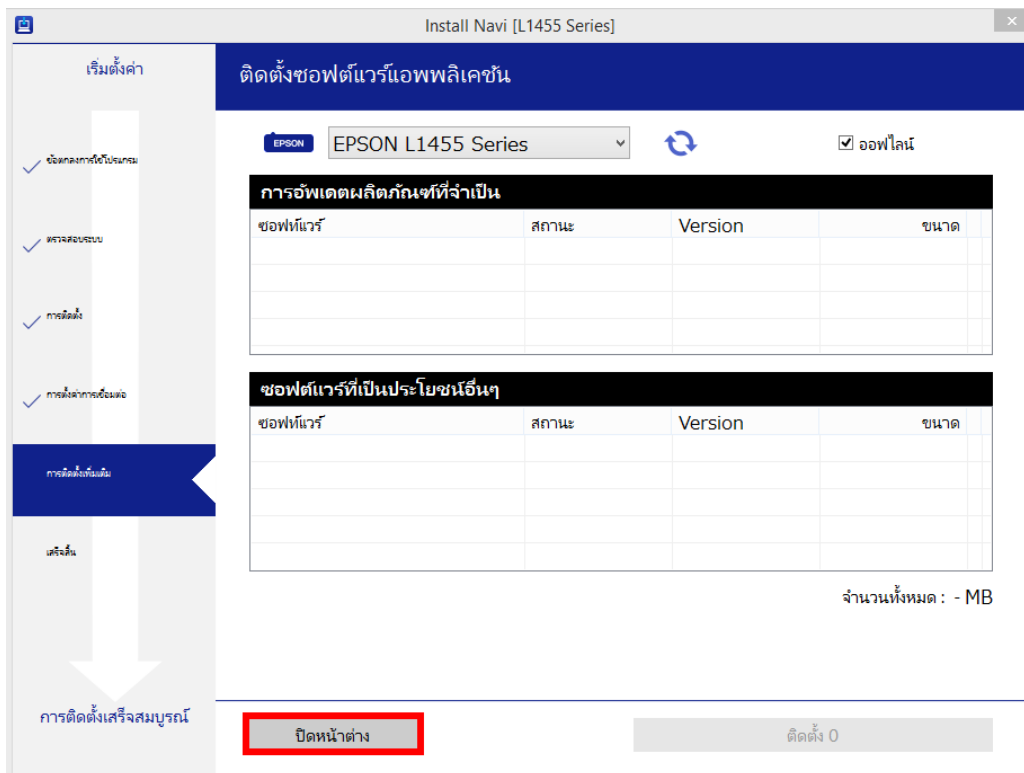 Install Navi [L1455 Series]
เริ่มตั้งค่า
ข้อตกลงการใช้โปรแกรม
ตรวจสอบระบบ
การติดตั้ง
การตั้งค่าการเชื่อมต่อ
การติดตั้งเพิ่มเติม
เสร็จสิ้น
การติดตั้งเสร็จสมบูรณ์
ติดตั้งซอฟต์แวร์แอพพลิเคชัน
EPSON EPSON L1455 Series ออฟไลน์
การอัพเดตผลิตภัณฑ์ที่จำเป็น
ซอฟท์แวร์ สถานะ Version ขนาด
ซอฟต์แวร์ที่เป็นประโยชน์อื่นๆ
ซอฟท์แวร์ สถานะ Version ขนาด
จำนวนทั้งหมด : - MB
ปิดหน้าต่าง ติดตั้ง 0